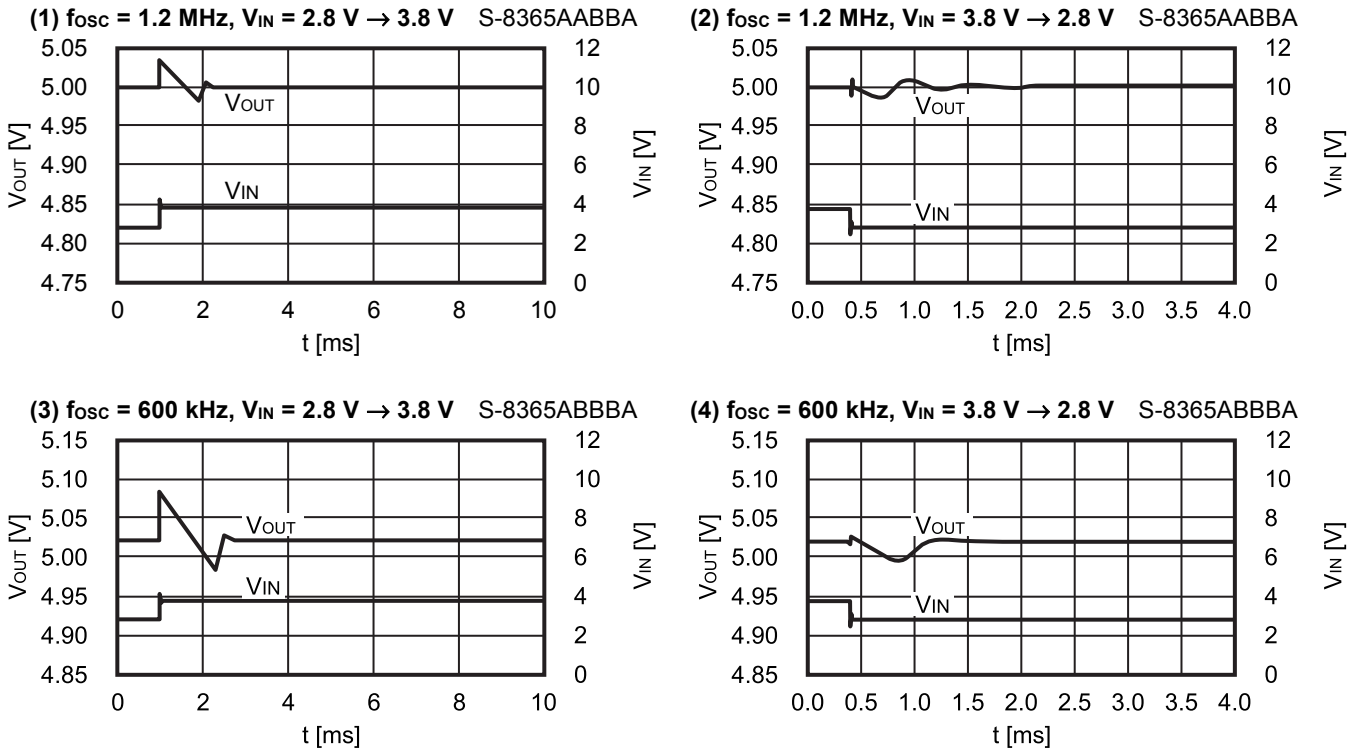 (1) fOSC = 1.2 MHz, VIN = 2.8 V → 3.8 V S-8365AABBA
5.05
5.00
4.95
4.90
4.85
4.80
4.75
VOUT [V]
VOUT
VIN
12
10
8
6
4
2
0
VIN [V]
0 2 4 6 8 10
t [ms]
(2) fOSC = 1.2 MHz, VIN = 3.8 V → 2.8 V S-8365AABBA
5.05
5.00
4.95
4.90
4.85
4.80
4.75
VOUT [V]
VOUT
VIN
12
10
8
6
4
2
0
VIN [V]
0.0 0.5 1.0 1.5 2.0 2.5 3.0 3.5 4.0
t [ms]
(3) fOSC = 600 kHz, VIN = 2.8 V → 3.8 V S-8365ABBBA
5.15
5.10
5.05
5.00
4.95
4.90
4.85
VOUT [V]
VOUT
VIN
12
10
8
6
4
2
0
VIN [V]
0 2 4 6 8 10
t [ms]
(4) fOSC = 600 kHz, VIN = 3.8 V → 2.8 V S-8365ABBBA
5.15
5.10
5.05
5.00
4.95
4.90
4.85
VOUT [V]
VOUT
VIN
12
10
8
6
4
2
0
VIN [V]
0.0 0.5 1.0 1.5 2.0 2.5 3.0 3.5 4.0
t [ms]